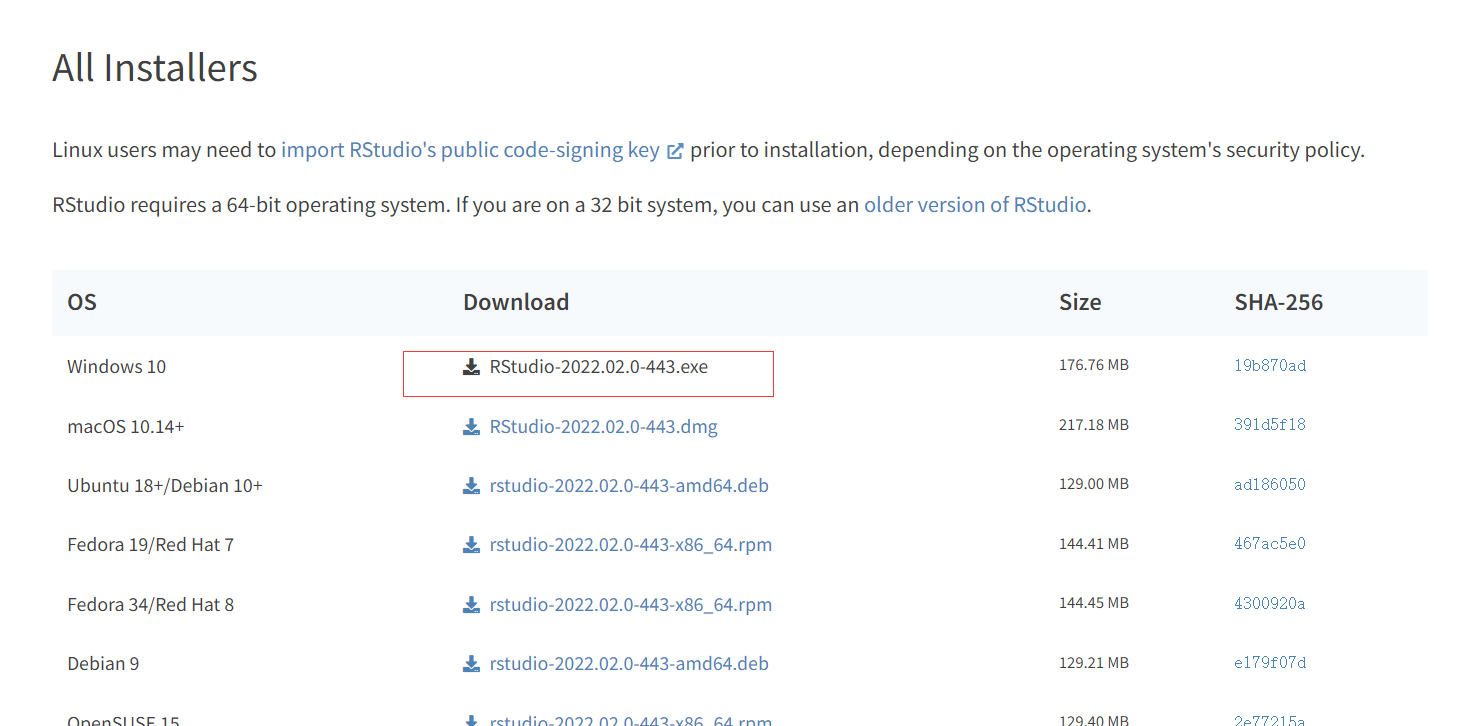 All Installers
Linux users may need to import RStudio's public code-signing key prior to installation, depending on the operating system's security policy.
RStudio requires a 64-bit operating system. If you are on a 32 bit system, you can use an older version of RStudio.
OS Download Size SHA-256
Windows 10 RStudio-2022.02.0-443.exe 176.76 MB 19b870ad
macOS 10.14+ RStudio-2022.02.0-443.dmg 217.18 MB 391d5f18
Ubuntu 18+/Debian 10+ rstudio-2022.02.0-443-amd64.deb 129.00 MB ad186050
Fedora 19/Red Hat 7 rstudio-2022.02.0-443-x86_64.rpm 144.41 MB 467ac5e0
Fedora 34/Red Hat 8 rstudio-2022.02.0-443-x86_64.rpm 144.45 MB 4300920a
Debian 9 rstudio-2022.02.0-443-amd64.deb 129.21 MB e179f07d
OpenSUSE 15 rstudio-2022.02.0-443-x86_64.rpm 129.40 MB 2e77215a